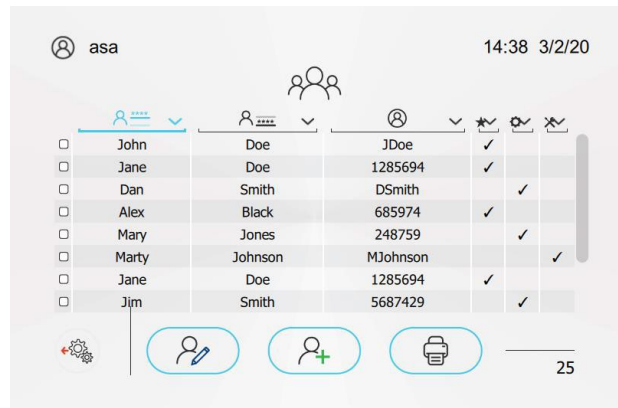 asa 14:38 3/2/20
John Doe JDoe ✓
Jane Doe 1285694 ✓
Dan Smith DSmith ✓
Alex Black 685974 ✓
Mary Jones 248759 ✓
Marty Johnson MJohnson ✓
Jane Doe 1285694 ✓
Jim Smith 5687429 ✓
25